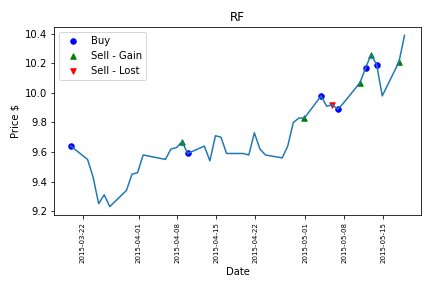 RF
Buy
Sell - Gain
Sell - Lost
10.4
10.2
10.0
9.8
9.6
9.4
9.2
Price $
2015-03-22
2015-04-01
2015-04-08
2015-04-15
2015-04-22
2015-05-01
2015-05-08
2015-05-15
Date